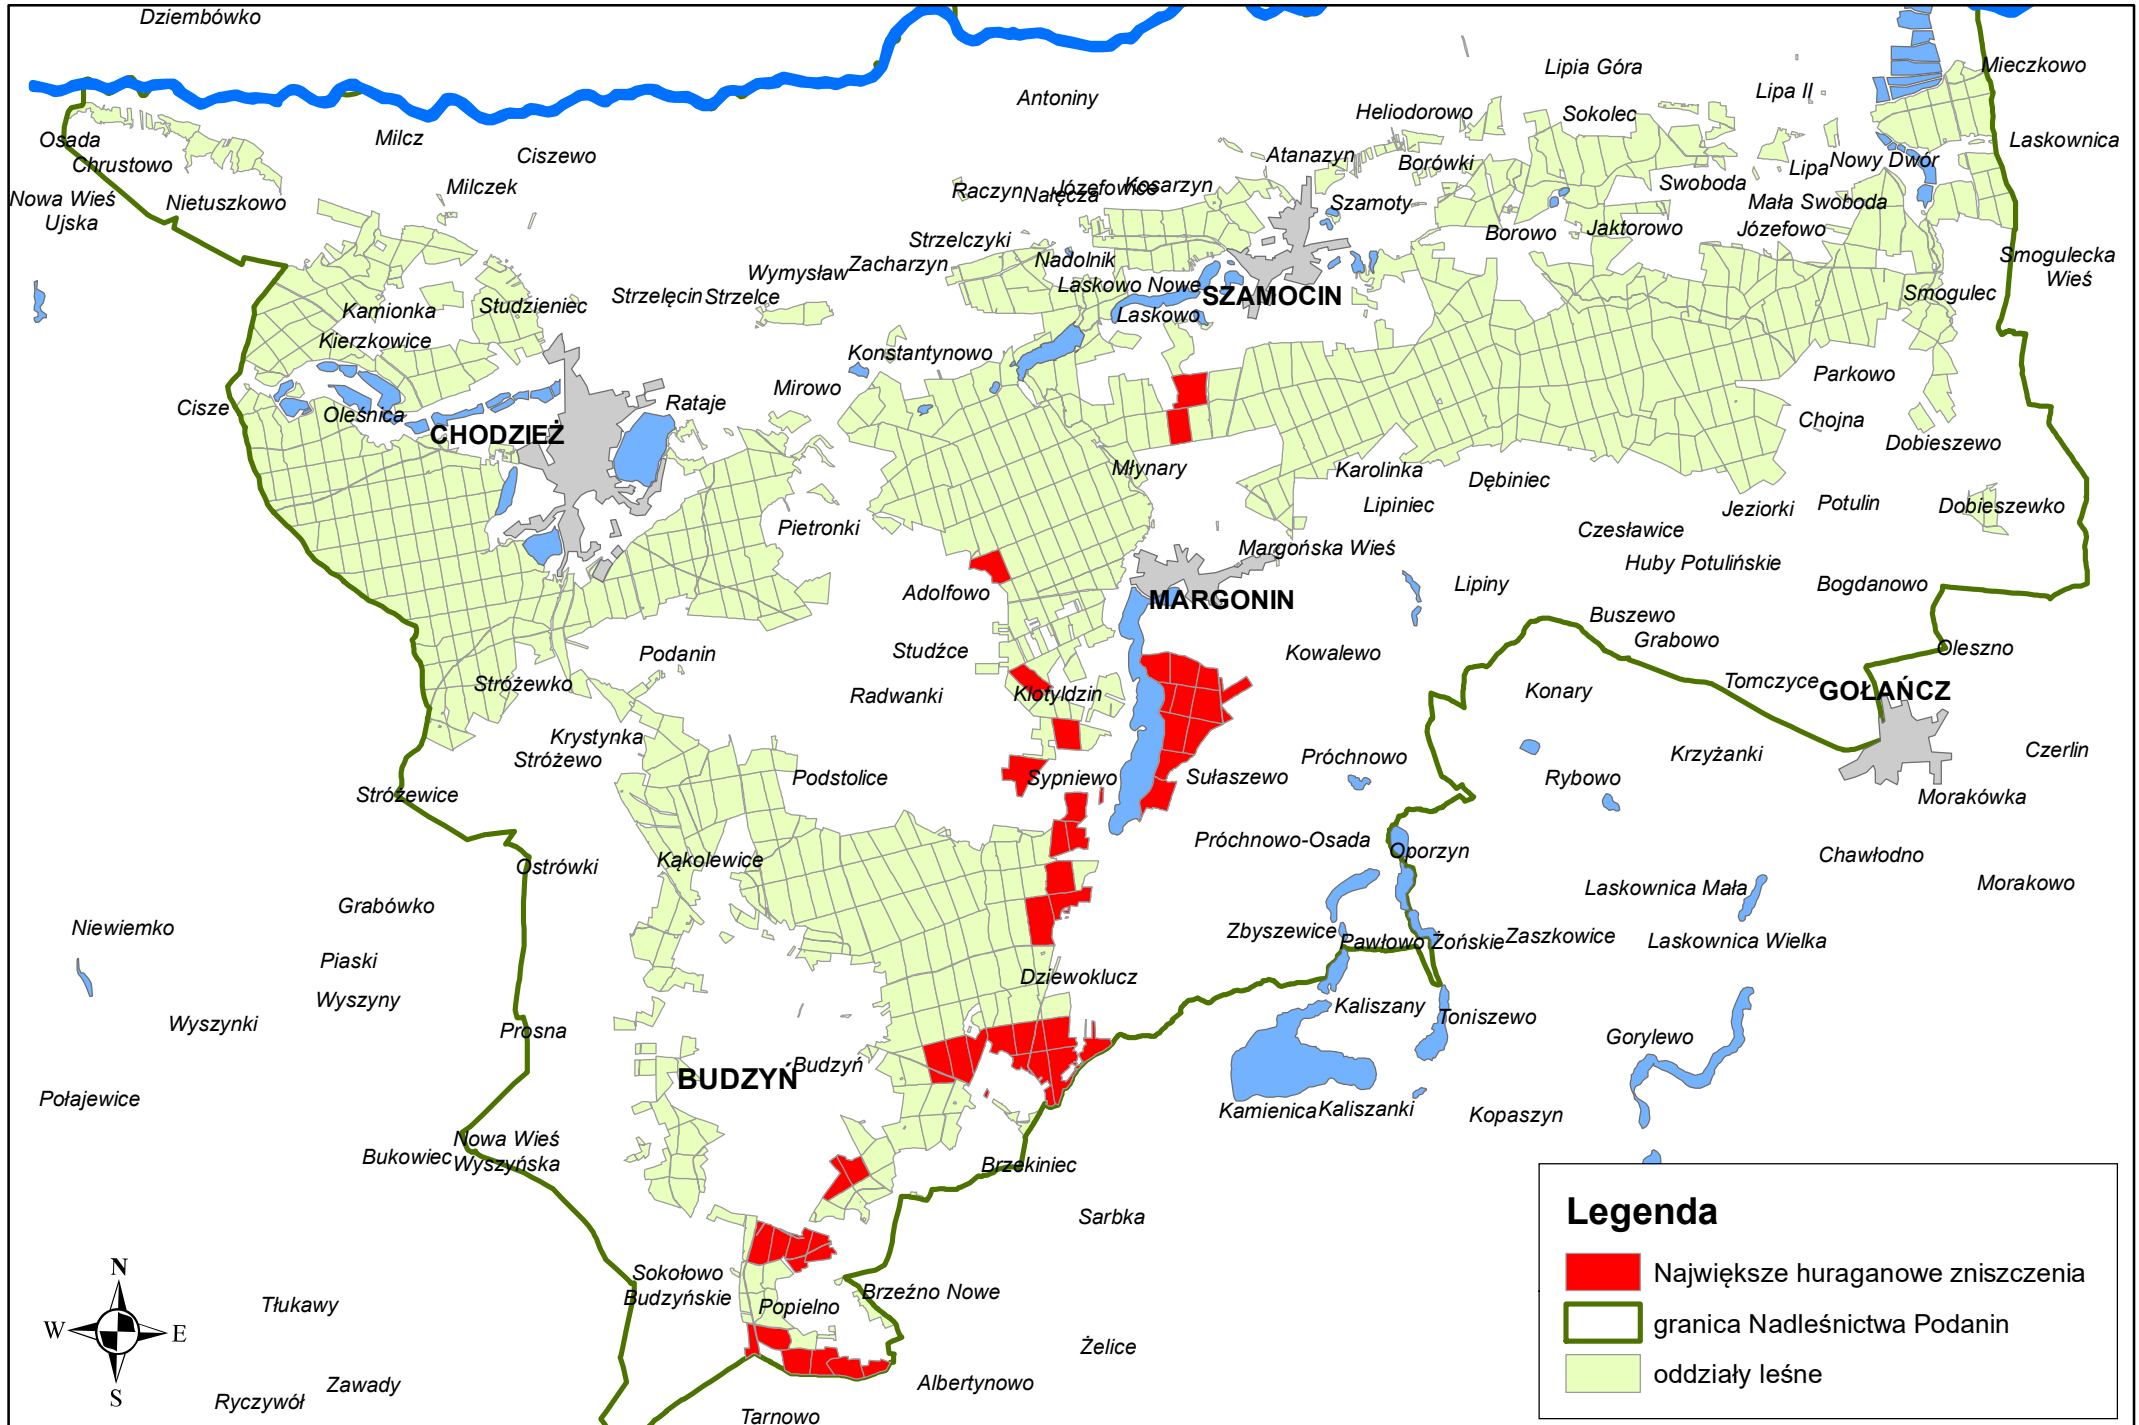 Dziembówko
Lipia Góra
Mieczkowo
Antoniny
Lipa II
Heliodorowo
Sokolec
Osada
Chrustowo
Milcz
Ciszewo
Atanazyn
Borówki
Laskownica
Lipa
Nowy Dwór
Milczek
Raczyn
Nałęcza
Józefowice
Kosarzyn
Swoboda
Nowa Wieś
Ujska
Nietuszkowo
Szamoty
Mała Swoboda
Borowo
Jaktorowo
Józefowo
Strzelczyki
Nadolnik
Zacharzyn
Wymysław
Smogulecka
Wieś
Laskowo Nowe
SZAMOCIN
Smogulec
Strzelęcin
Strzelce
Kamionka
Studzieniec
Laskowo
Kierzkowice
Konstantynowo
Parkowo
Mirowo
Cisze
Oleśnica
Rataje
Chojna
CHODZIEŻ
Dobieszewo
Młynary
Karolinka
Dębiniec
Lipiniec
Jeziorki
Potulin
Dobieszewko
Pietronki
Czesławice
Margońska Wieś
Huby Potulińskie
Adolfowo
Lipiny
Bogdanowo
MARGONIN
Buszewo
Grabowo
Podanin
Studźce
Kowalewo
Oleszno
Stróżewko
Radwanki
Klotyldzin
Konary
Tomczyce
GOŁAŃCZ
Krystynka
Stróżewo
Próchnowo
Krzyżanki
Czerlin
Podstolice
Sypniewo
Sułaszewo
Rybowo
Stróżewice
Morakówka
Próchnowo-Osada
Oporzyn
Chawłodno
Ostrówki
Kąkolewice
Laskownica Mała
Morakowo
Grabówko
Niewiemko
Zbyszewice
Pawłowo Żońskie
Zaszkowice
Laskownica Wielka
Piaski
Dziewoklucz
Wyszyny
Kaliszany
Toniszewo
Wyszynki
Prosna
Gorylewo
BUDZYŃ
Budzyń
Połajewice
Kamienica
Kaliszanki
Kopaszyn
Bukowiec
Nowa Wieś
Wyszyńska
Brzekiniec
Sarbka
Sokołowo
Budzyńskie
Popielno
Brzeźno Nowe
Tłukawy
Żelice
Zawady
Albertynowo
Ryczywół
Tarnowo
N
W
E
S
Legenda
Największe huraganowe zniszczenia
granica Nadleśnictwa Podanin
oddziały leśne